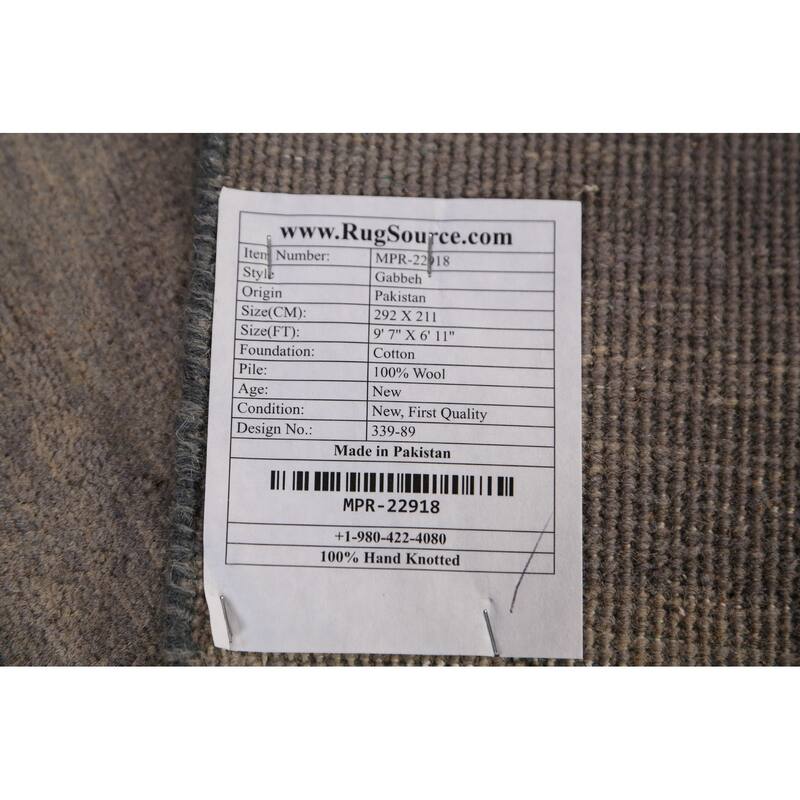 www.RugSource.com
Item Number: MPR-22918
Style: Gabbeh
Origin Pakistan
Size(CM): 292 X 211
Size(FT): 9' 7" X 6' 11"
Foundation: Cotton
Pile: 100% Wool
Age: New
Condition: New, First Quality
Design No.: 339-89
Made in Pakistan
MPR-22918
+1-980-422-4080
100% Hand Knotted